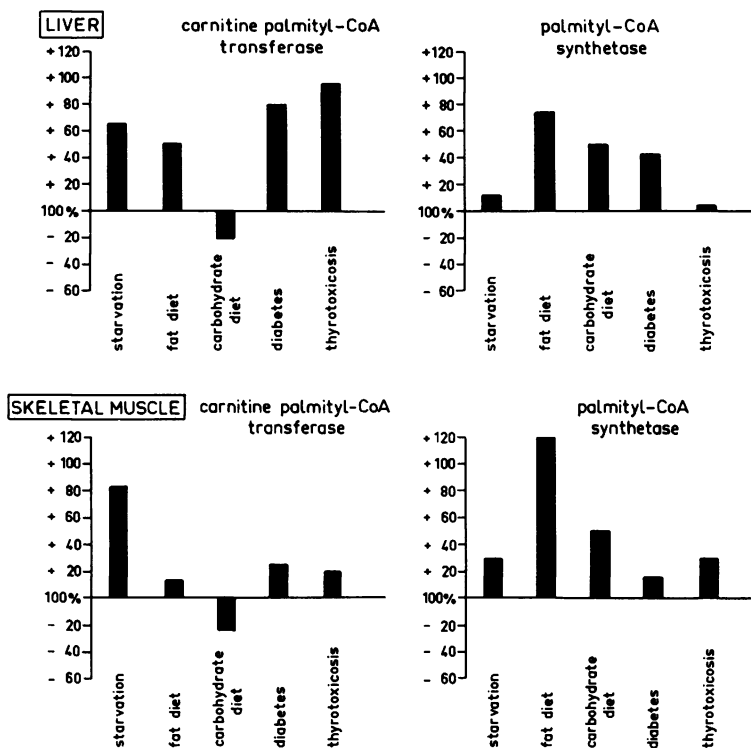 LIVER
carnitine palmityl-CoA
transferase
+ 120
+ 100
+ 80
+ 60
+ 40
+ 20
100%
- 20
- 40
- 60
starvation
fat diet
carbohydrate
diet
diabetes
thyrotoxicosis
palmityl-CoA
synthetase
+ 120
+ 100
+ 80
+ 60
+ 40
+ 20
100%
- 20
- 40
- 60
starvation
fat diet
carbohydrate
diet
diabetes
thyrotoxicosis
SKELETAL MUSCLE
carnitine palmityl-CoA
transferase
+ 120
+ 100
+ 80
+ 60
+ 40
+ 20
100%
- 20
- 40
- 60
starvation
fat diet
carbohydrate
diet
diabetes
thyrotoxicosis
palmityl-CoA
synthetase
+ 120
+ 100
+ 80
+ 60
+ 40
+ 20
100%
- 20
- 40
- 60
starvation
fat diet
carbohydrate
diet
diabetes
thyrotoxicosis